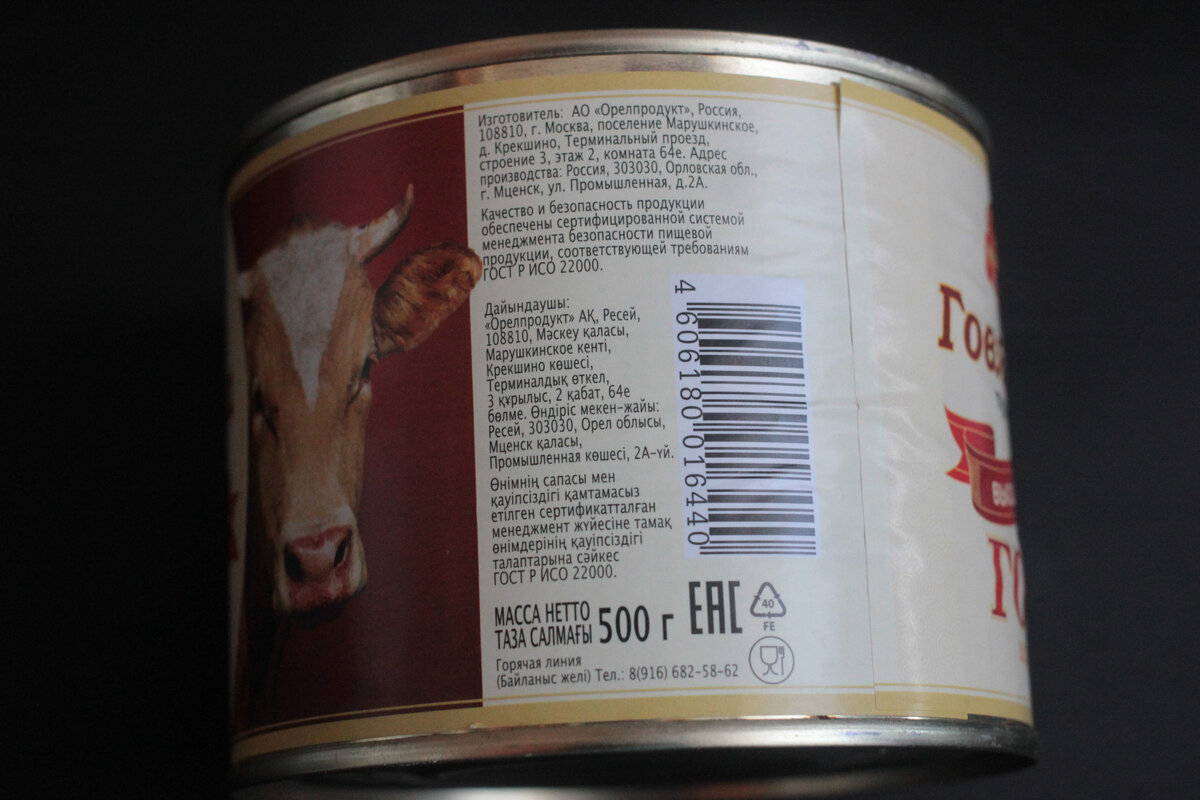 Изготовитель: АО «Орелпродукт», Россия,
108810, г. Москва, поселение Марушкинское,
д. Крекшино, Терминальный проезд,
строение 3, этаж 2, комната 64е. Адрес
производства: Россия, 303030, Орловская обл.,
г. Мценск, ул. Промышленная, д.2А.
Качество и безопасность продукции
обеспечены сертифицированной системой
менеджмента безопасности пищевой
продукции, соответствующей требованиям
ГОСТ Р ИСО 22000.
Дайындаушы:
«Орелпродукт» АҚ, Ресей,
108810, Мәскеу қаласы,
Марушкинское кенті,
Крекшино көшесі,
Терминалдық өткел,
3 құрылыс, 2 қабат, 64е
бөлме. Өндіріс мекен-жайы:
Ресей, 303030, Орел облысы,
Мценск қаласы,
Промышленная көшесі, 2А-үй.
Өнімнің сапасы мен
қауіпсіздігі қамтамасыз
етілген сертификатталған
менеджмент жүйесіне тамақ
өнімдерінің қауіпсіздігі
талаптарына сәйкес
ГОСТ Р ИСО 22000.
4 606180 016440
МАССА НЕТТО
ТАЗА САЛМАҒЫ 500 г
EAC
40
FE
Горячая линия
(Байланыс желі) Тел.: 8(916) 682-58-62